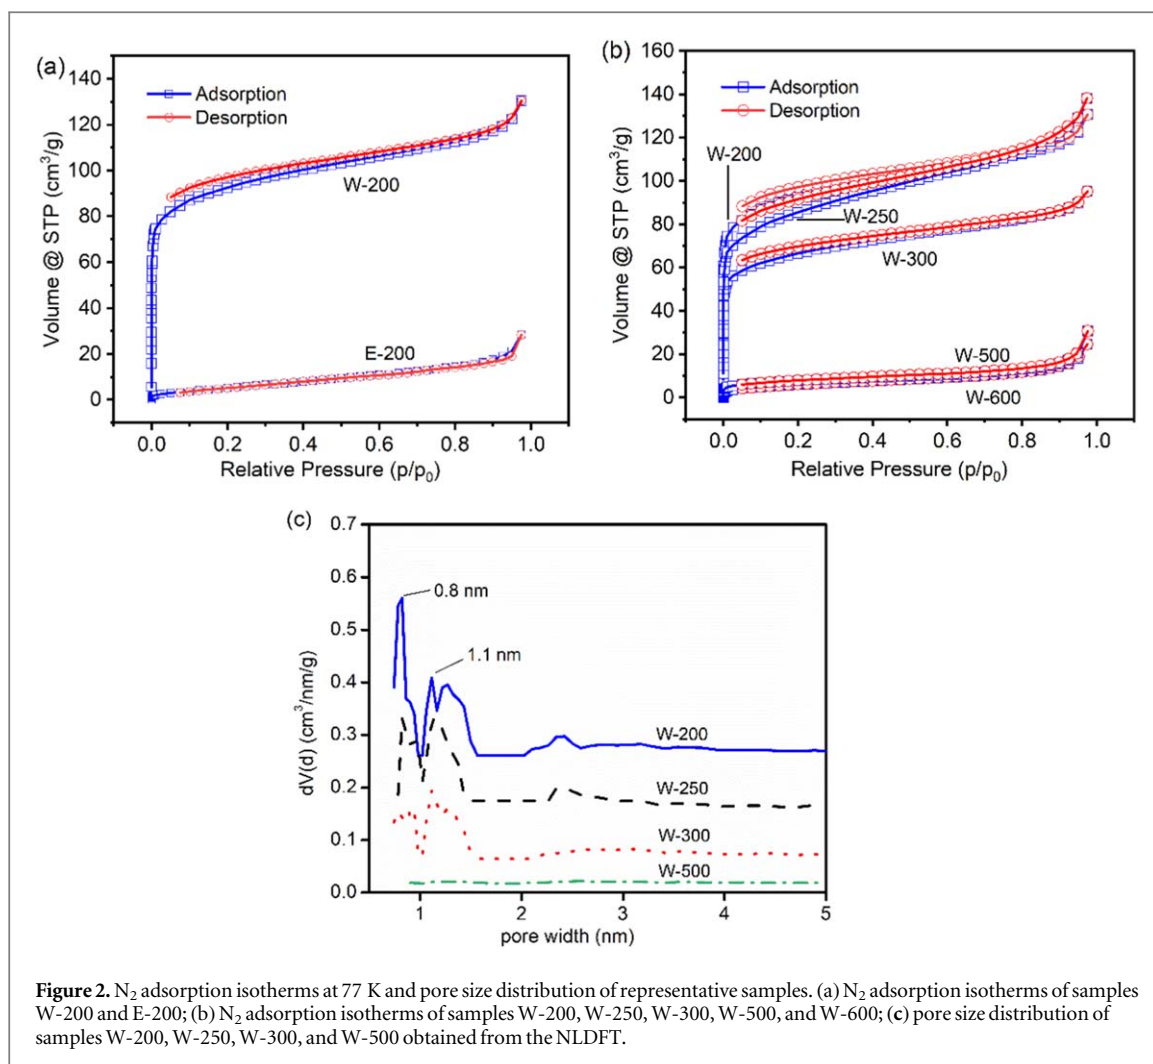 (a)
140
120
100
80
60
40
20
0
Volume @ STP (cm³/g)
Adsorption
Desorption
W-200
E-200
0.0 0.2 0.4 0.6 0.8 1.0
Relative Pressure (p/p₀)
(b)
160
140
120
100
80
60
40
20
0
Volume @ STP (cm³/g)
Adsorption
Desorption
W-200
W-250
W-300
W-500
W-600
0.0 0.2 0.4 0.6 0.8 1.0
Relative Pressure (p/p₀)
(c)
0.7
0.6
0.5
0.4
0.3
0.2
0.1
0.0
dV(d) (cm³/nm/g)
0.8 nm
1.1 nm
W-200
W-250
W-300
W-500
1 2 3 4 5
pore width (nm)
Figure 2. N₂ adsorption isotherms at 77 K and pore size distribution of representative samples. (a) N₂ adsorption isotherms of samples
W-200 and E-200; (b) N₂ adsorption isotherms of samples W-200, W-250, W-300, W-500, and W-600; (c) pore size distribution of
samples W-200, W-250, W-300, and W-500 obtained from the NLDFT.